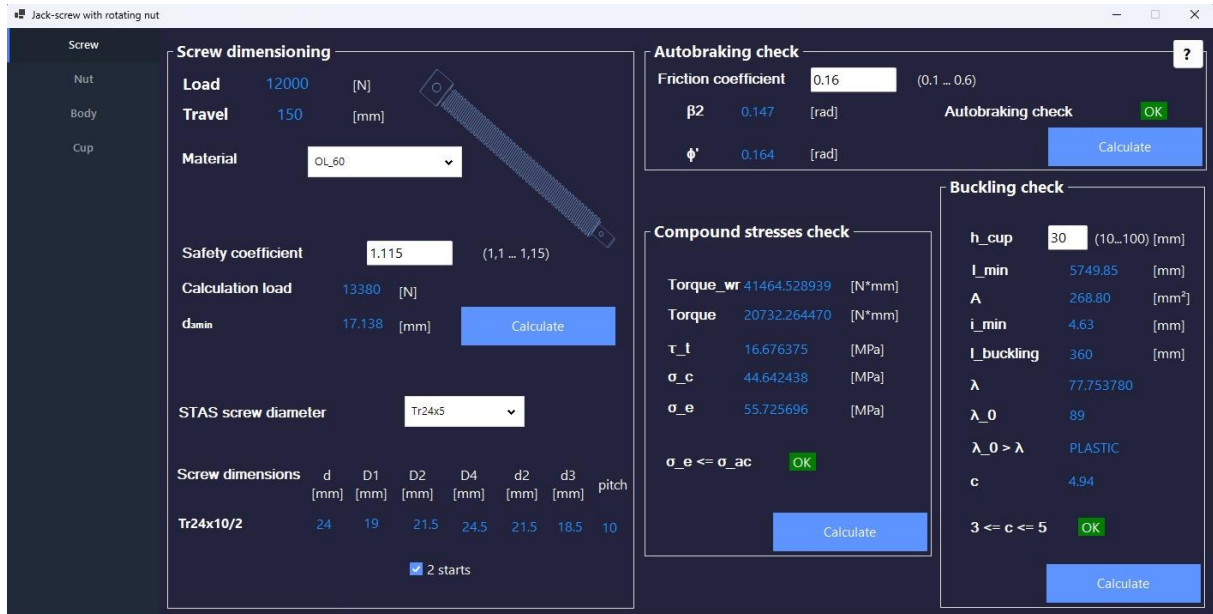 Jack-screw with rotating nut
Screw
Nut
Body
Cup
Screw dimensioning
Load 12000 [N]
Travel 150 [mm]
Material OL_60
Safety coefficient 1.115 (1,1 ... 1,15)
Calculation load 13380 [N]
d3min 17.138 [mm] Calculate
STAS screw diameter Tr24x5
Screw dimensions d D1 D2 D4 d2 d3 pitch
[mm] [mm] [mm] [mm] [mm] [mm]
Tr24x10/2 24 19 21.5 24.5 21.5 18.5 10
2 starts
Autobraking check ?
Friction coefficient 0.16 (0.1 ... 0.6)
β2 0.147 [rad] Autobraking check OK
ϕ' 0.164 [rad] Calculate
Compound stresses check
Torque_wr 41464.528939 [N*mm]
Torque 20732.264470 [N*mm]
τ_t 16.676375 [MPa]
σ_c 44.642438 [MPa]
σ_e 55.725696 [MPa]
σ_e <= σ_ac OK
Calculate
Buckling check
h_cup 30 (10...100) [mm]
I_min 5749.85 [mm]
A 268.80 [mm²]
i_min 4.63 [mm]
l_buckling 360 [mm]
λ 77.753780
λ_0 89
λ_0 > λ PLASTIC
c 4.94
3 <= c <= 5 OK
Calculate